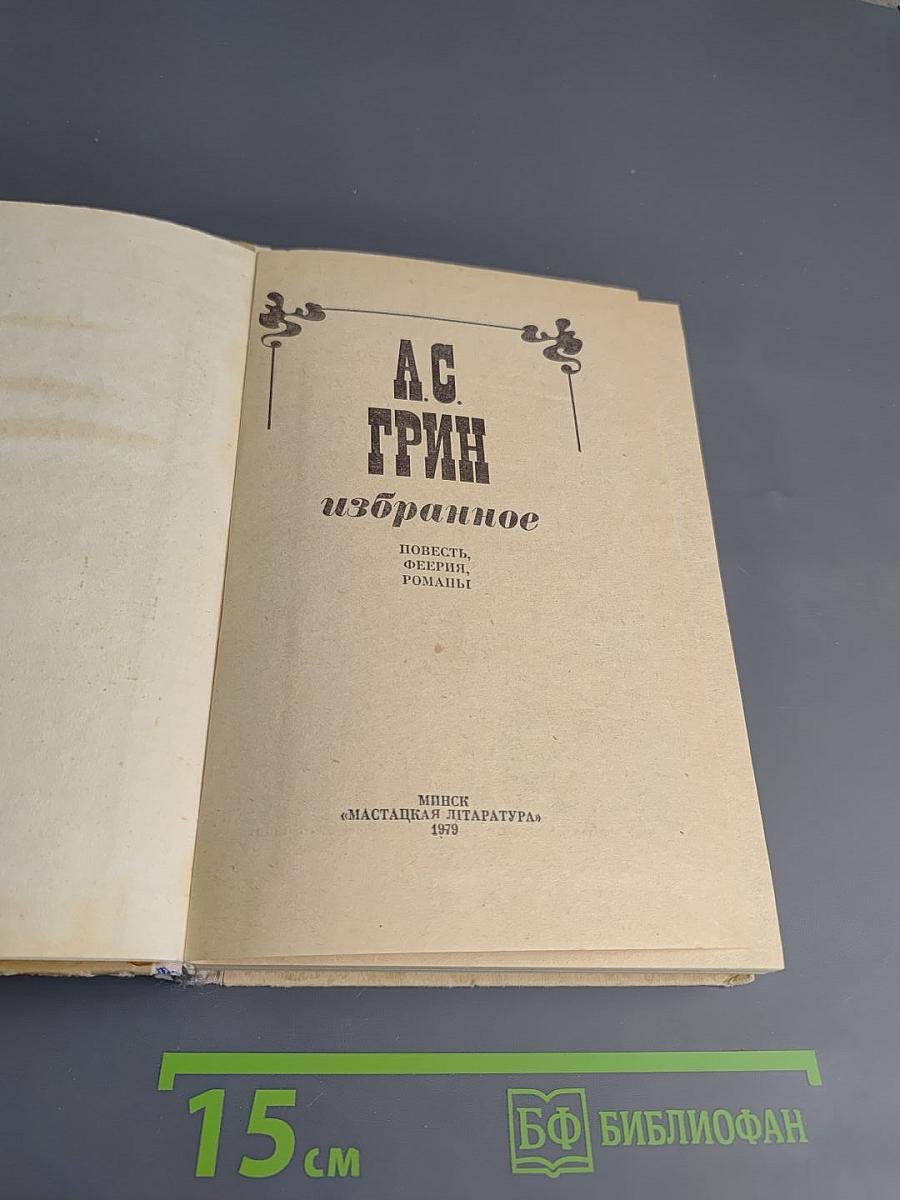 А.С.
ГРИН
избранное
ПОВЕСТЬ,
ФЕЕРИЯ,
РОМАНЫ
МИНСК
«МАСТАЦКАЯ ЛІТАРАТУРА»
1979
15 см
БФ БИБЛИОФАН